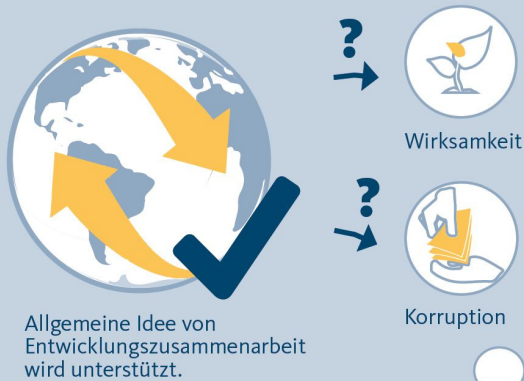 ?
Wirksamkeit
?
Korruption
Allgemeine Idee von
Entwicklungszusammenarbeit
wird unterstützt.